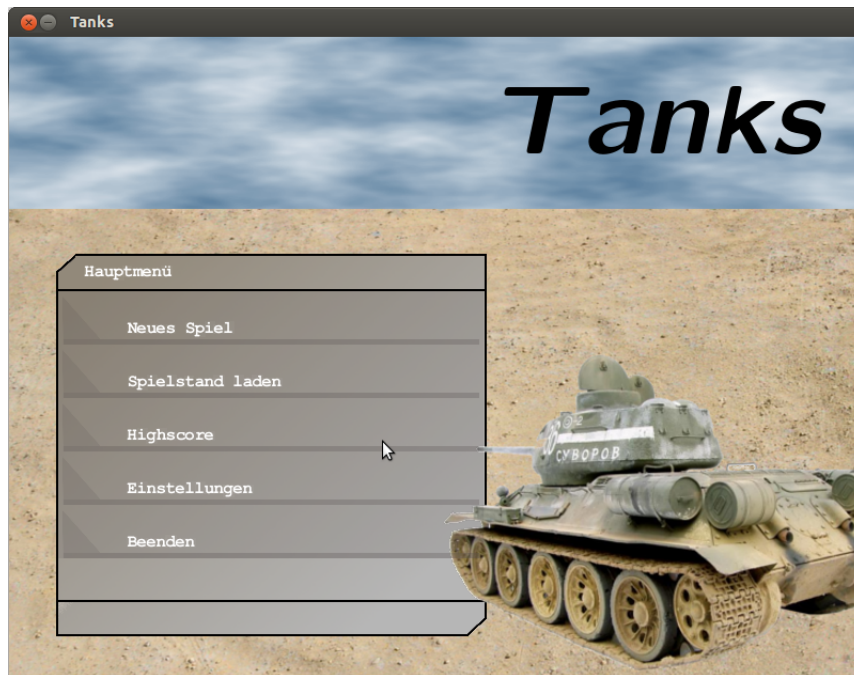 Tanks
Tanks
Hauptmenü
Neues Spiel
Spielstand laden
Highscore
Einstellungen
Beenden
СУВОРОВ